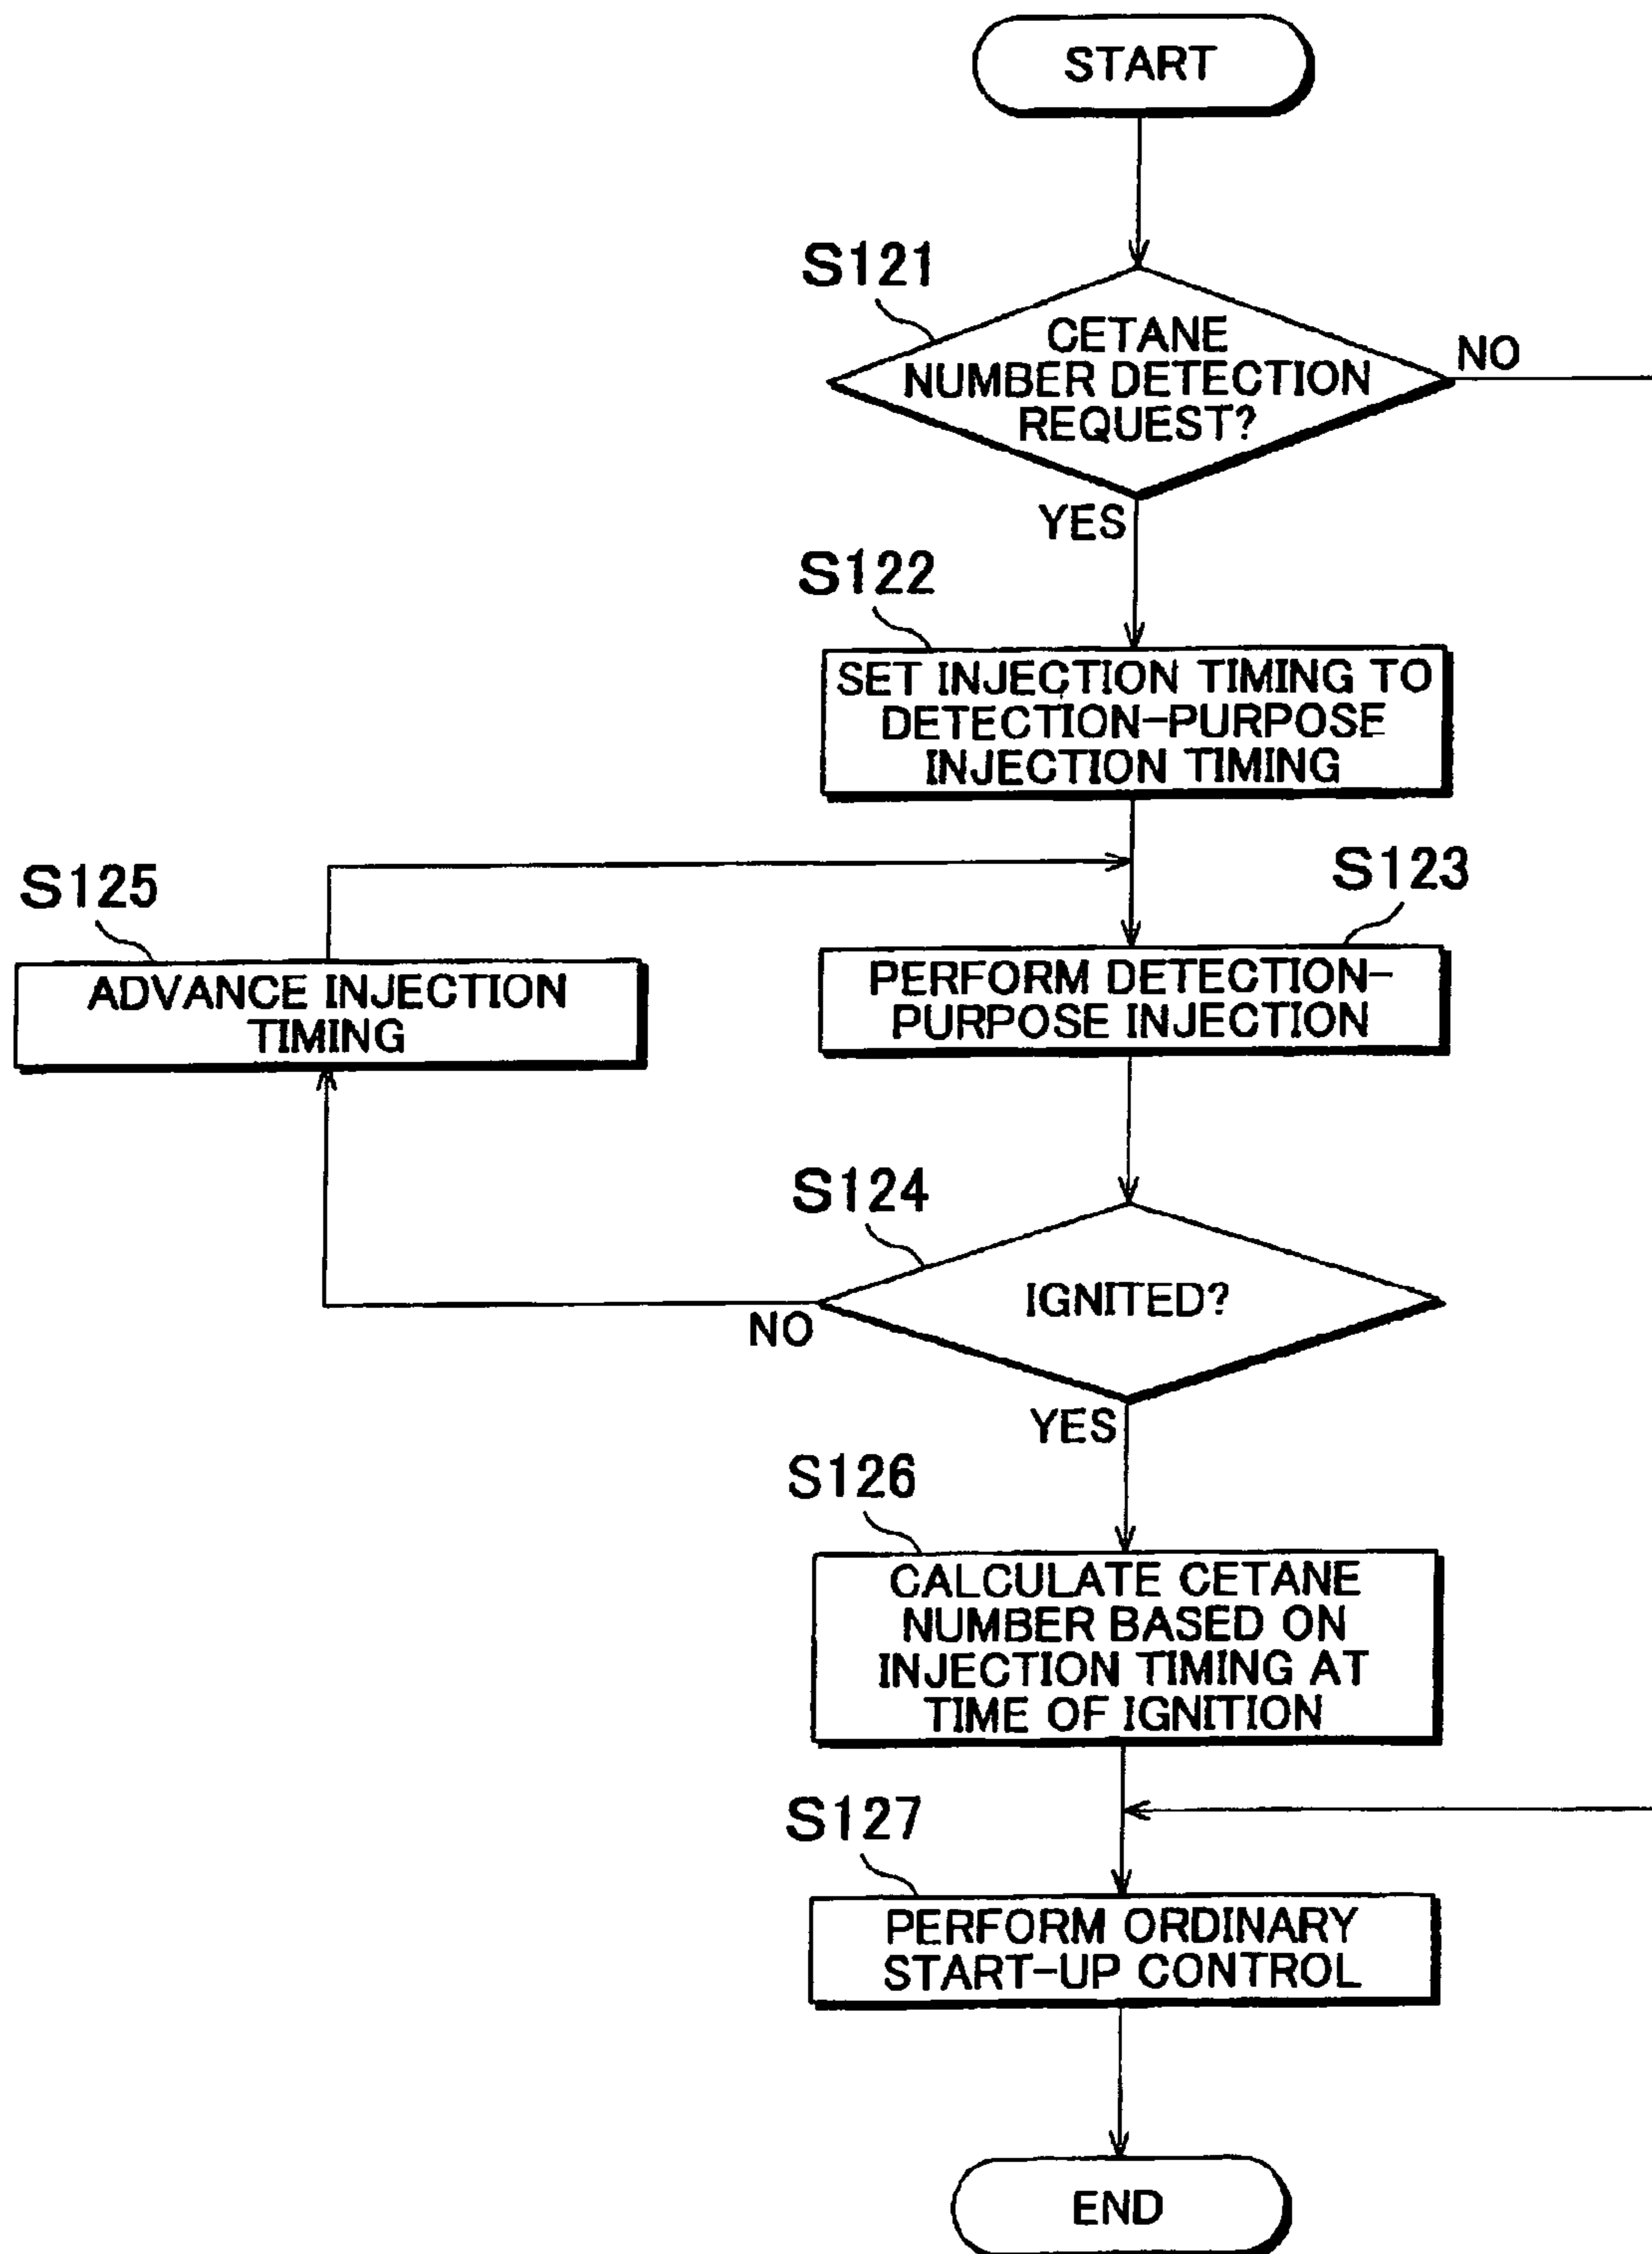 START
S121
CETANE
NUMBER DETECTION
REQUEST?
NO
YES
S122
SET INJECTION TIMING TO
DETECTION-PURPOSE
INJECTION TIMING
S125
ADVANCE INJECTION
TIMING
S123
PERFORM DETECTION-
PURPOSE INJECTION
S124
IGNITED?
NO
YES
S126
CALCULATE CETANE
NUMBER BASED ON
INJECTION TIMING AT
TIME OF IGNITION
S127
PERFORM ORDINARY
START-UP CONTROL
END